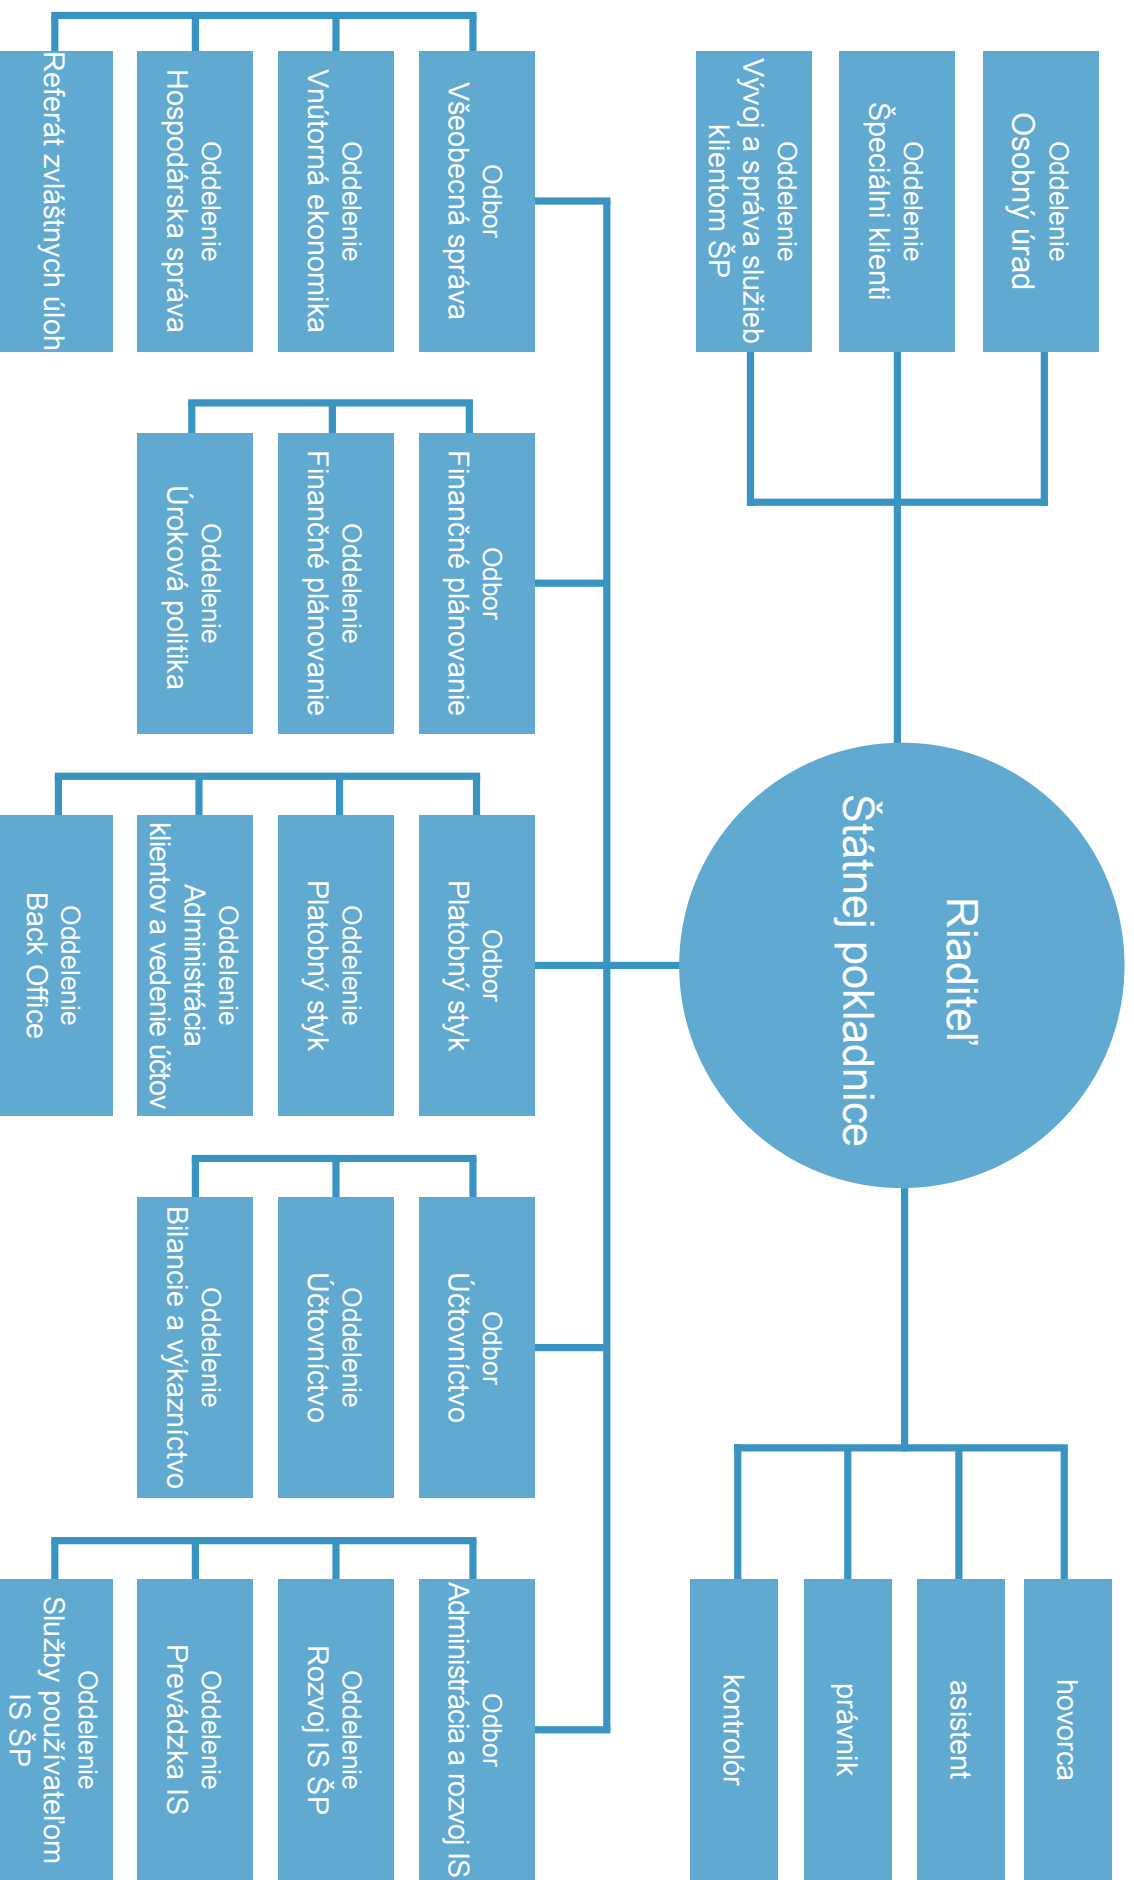 Oddelenie
Osobný úrad
Oddelenie
Špeciálni klienti
Oddelenie
Vývoj a správa služieb
klientom ŠP
Riaditeľ
Štátnej pokladnice
hovorca
asistent
právnik
kontrolór
Odbor
Všeobecná správa
Oddelenie
Vnútorná ekonomika
Oddelenie
Hospodárska správa
Referát zvláštnych úloh
Odbor
Finančné plánovanie
Oddelenie
Finančné plánovanie
Oddelenie
Úroková politika
Odbor
Platobný styk
Oddelenie
Platobný styk
Oddelenie
Administrácia
klientov a vedenie účtov
Oddelenie
Back Office
Odbor
Účtovníctvo
Oddelenie
Účtovníctvo
Oddelenie
Bilancie a výkazníctvo
Odbor
Administrácia a rozvoj IS
Oddelenie
Rozvoj IS ŠP
Oddelenie
Prevádzka IS
Oddelenie
Služby používateľom
IS ŠP